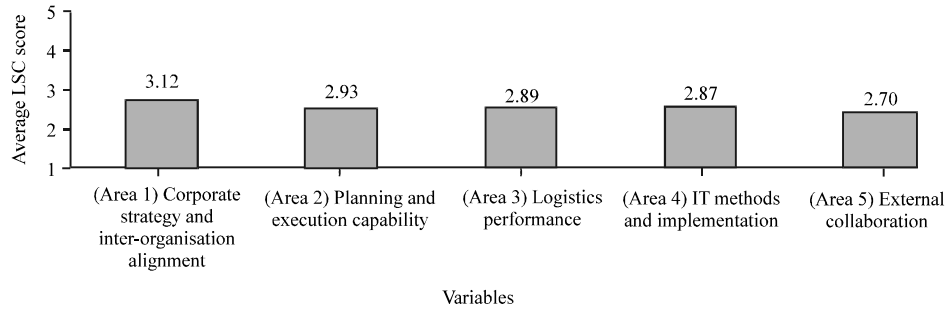 Average LSC score
5
4
3
2
1
3.12
2.93
2.89
2.87
2.70
(Area 1) Corporate
strategy and
inter-organisation
alignment
(Area 2) Planning and
execution capability
(Area 3) Logistics
performance
(Area 4) IT methods
and implementation
(Area 5) External
collaboration
Variables